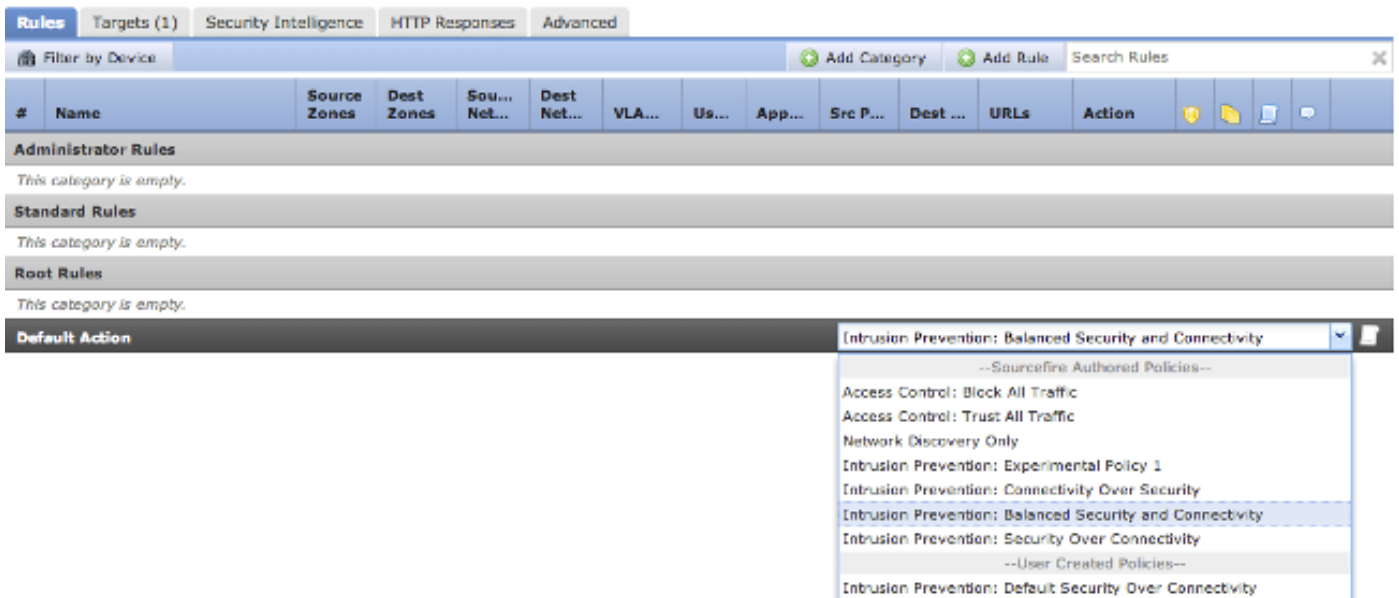 Rules Targets (1) Security Intelligence HTTP Responses Advanced
Filter by Device Add Category Add Rule Search Rules
# Name Source Zones Dest Zones Sou... Net... Dest Net... VLA... Us... App... Src P... Dest ... URLs Action
Administrator Rules
This category is empty.
Standard Rules
This category is empty.
Root Rules
This category is empty.
Default Action Intrusion Prevention: Balanced Security and Connectivity
--Sourcefire Authored Policies--
Access Control: Block All Traffic
Access Control: Trust All Traffic
Network Discovery Only
Intrusion Prevention: Experimental Policy 1
Intrusion Prevention: Connectivity Over Security
Intrusion Prevention: Balanced Security and Connectivity
Intrusion Prevention: Security Over Connectivity
--User Created Policies--
Intrusion Prevention: Default Security Over Connectivity